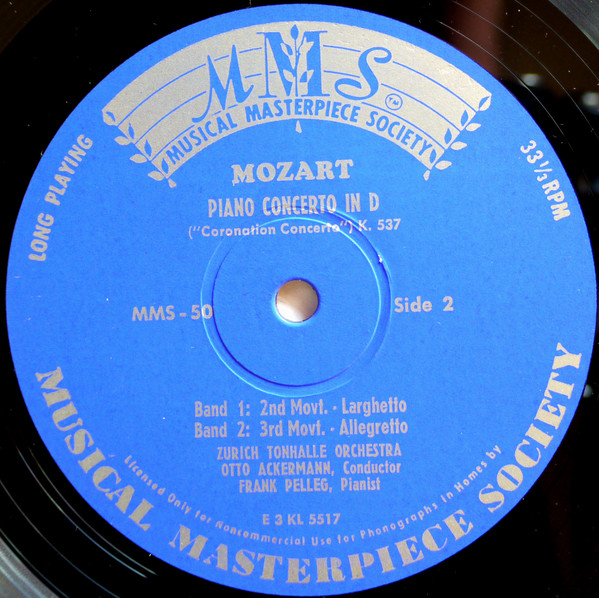 MMS TM
MUSICAL MASTERPIECE SOCIETY
MOZART
LONG PLAYING
33 1/3 RPM
PIANO CONCERTO IN D
("Coronation Concerto") K. 537
MMS - 50
Side 2
Band 1: 2nd Movt. - Larghetto
Band 2: 3rd Movt. - Allegretto
ZURICH TONHALLE ORCHESTRA
OTTO ACKERMANN, Conductor
FRANK PELLEG, Pianist
E 3 KL 5517
Licensed Only for Noncommercial Use for Phonographs in Homes by
MUSICAL MASTERPIECE SOCIETY